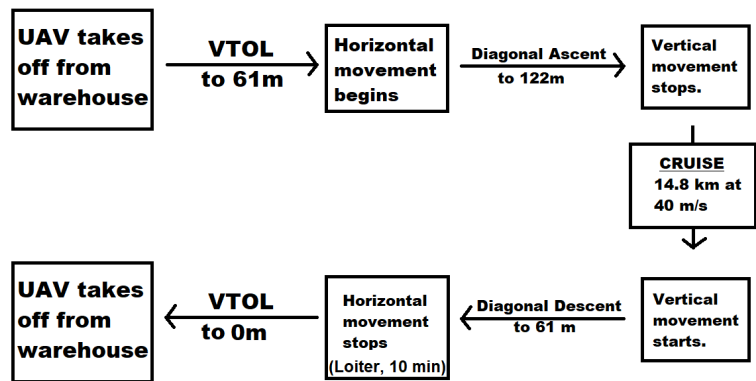 UAV takes
off from
warehouse
VTOL
to 61m
Horizontal
movement
begins
Diagonal Ascent
to 122m
Vertical
movement
stops.
CRUISE
14.8 km at
40 m/s
UAV takes
off from
warehouse
VTOL
to 0m
Horizontal
movement
stops
(Loiter, 10 min)
Diagonal Descent
to 61 m
Vertical
movement
starts.